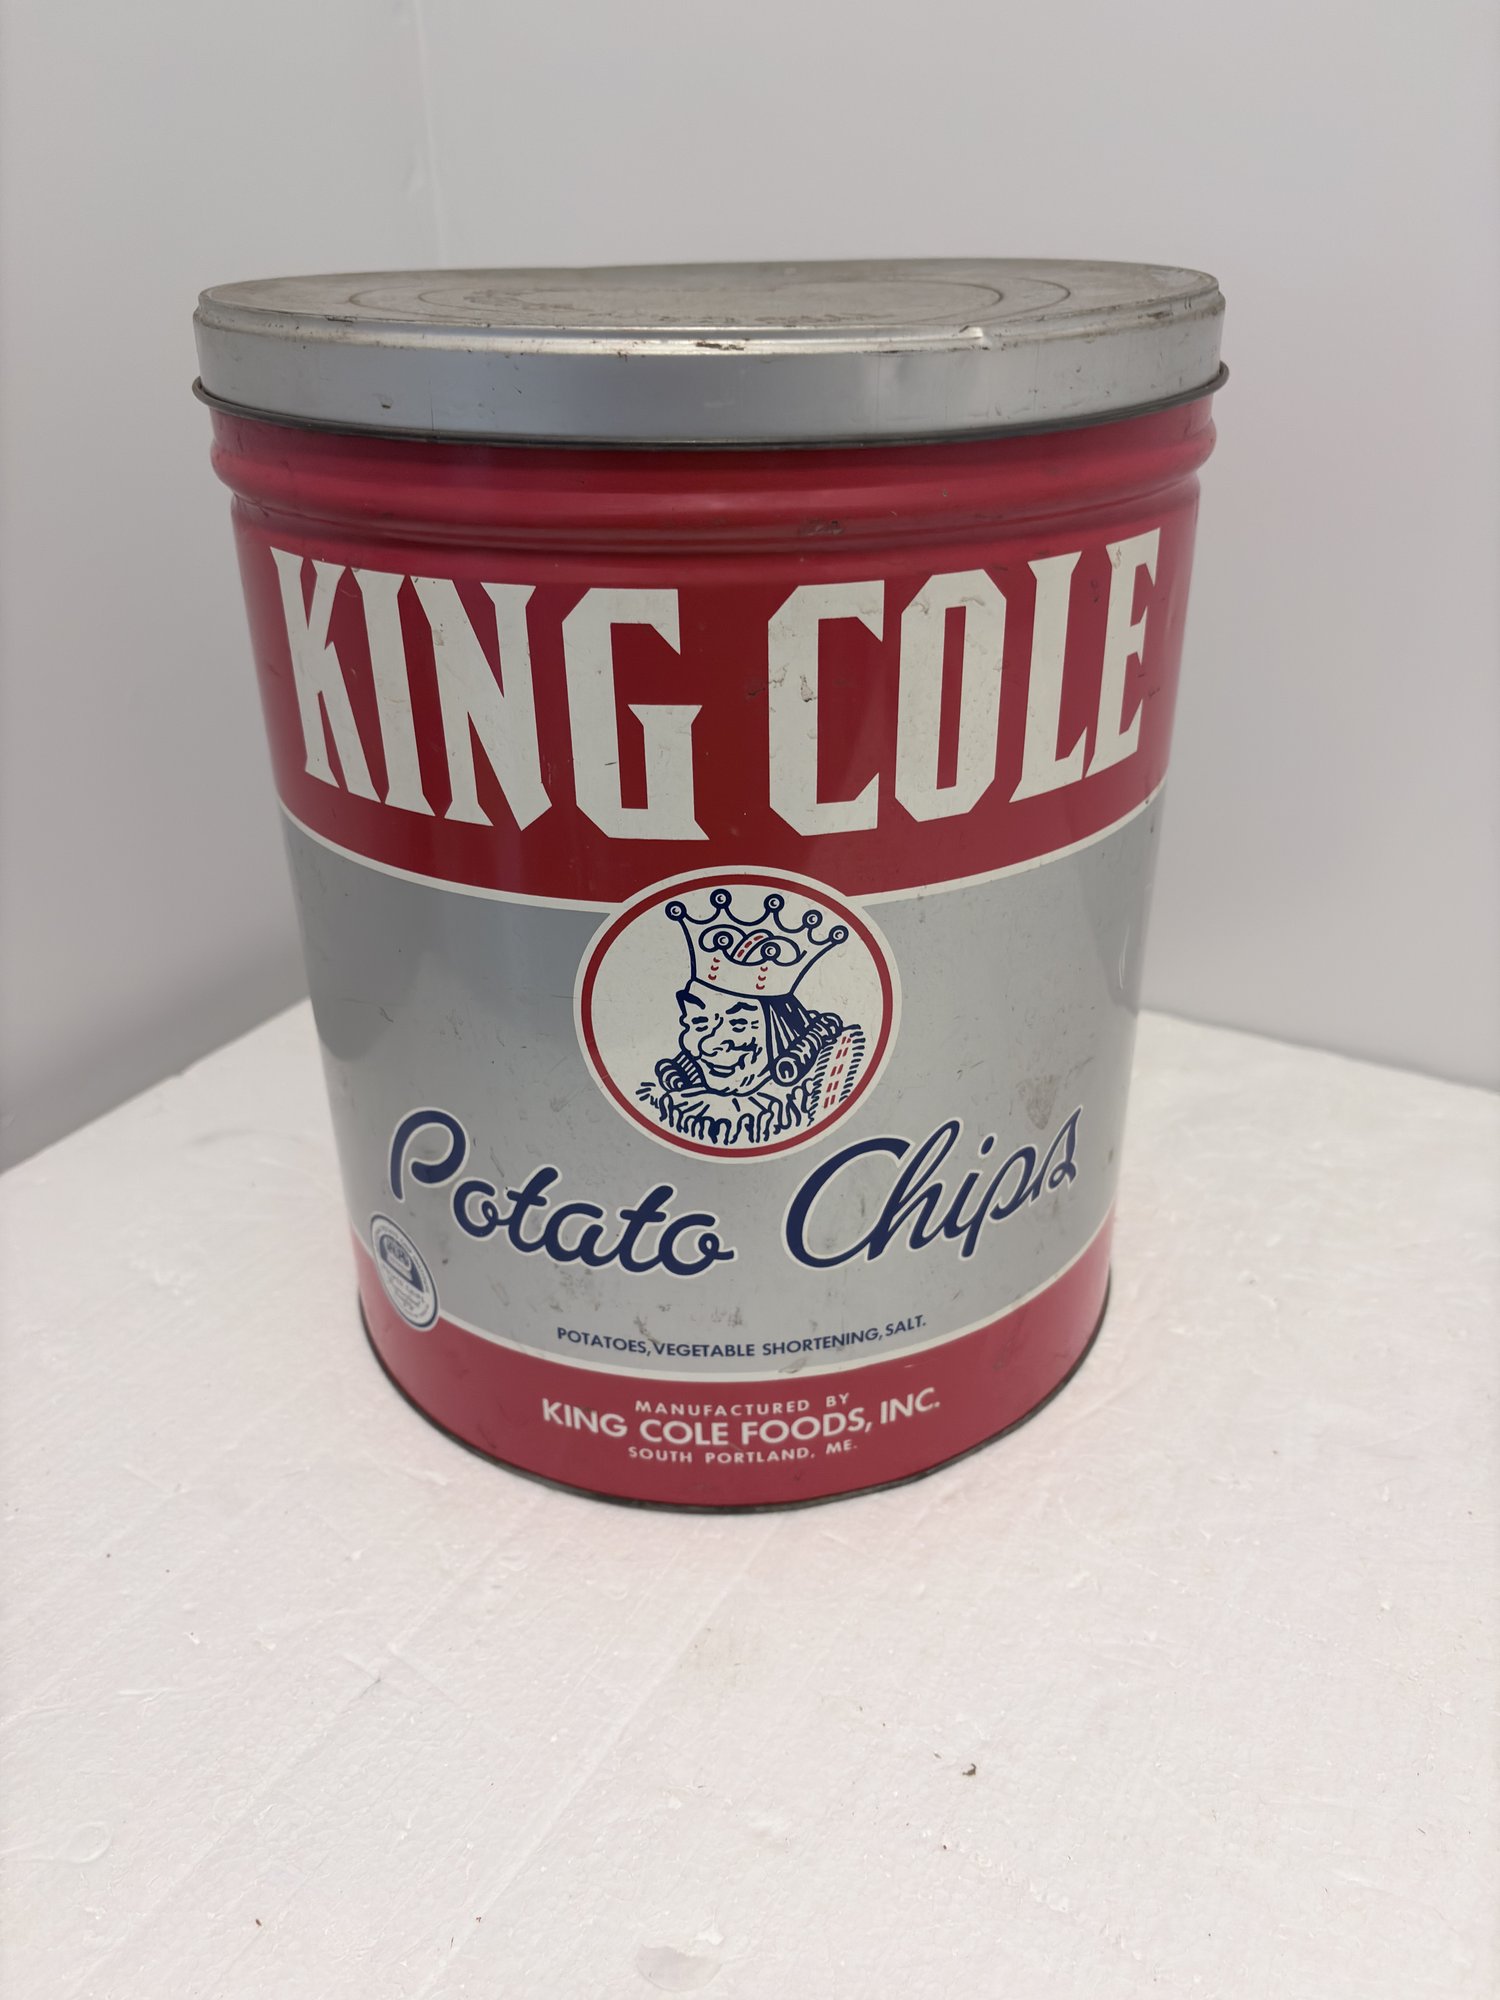 KING COLE
Potato Chips
POTATOES, VEGETABLE SHORTENING, SALT.
MANUFACTURED BY
KING COLE FOODS, INC.
SOUTH PORTLAND, ME.